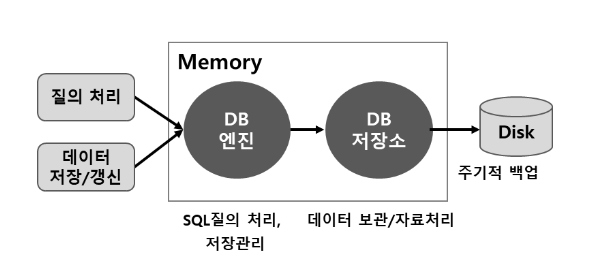 Memory
질의 처리
데이터
저장/갱신
DB
엔진
DB
저장소
Disk
주기적 백업
SQL질의 처리,
저장관리
데이터 보관/자료처리